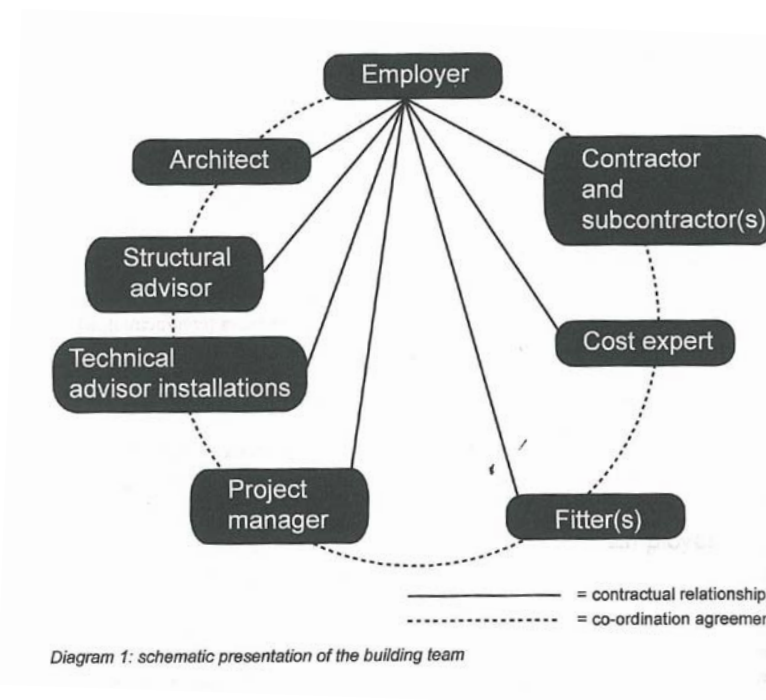 Employer
Architect
Contractor
and
subcontractor(s)
Structural
advisor
Cost expert
Technical
advisor installations
Project
manager
Fitter(s)
= contractual relationship
= co-ordination agreemen
Diagram 1: schematic presentation of the building team